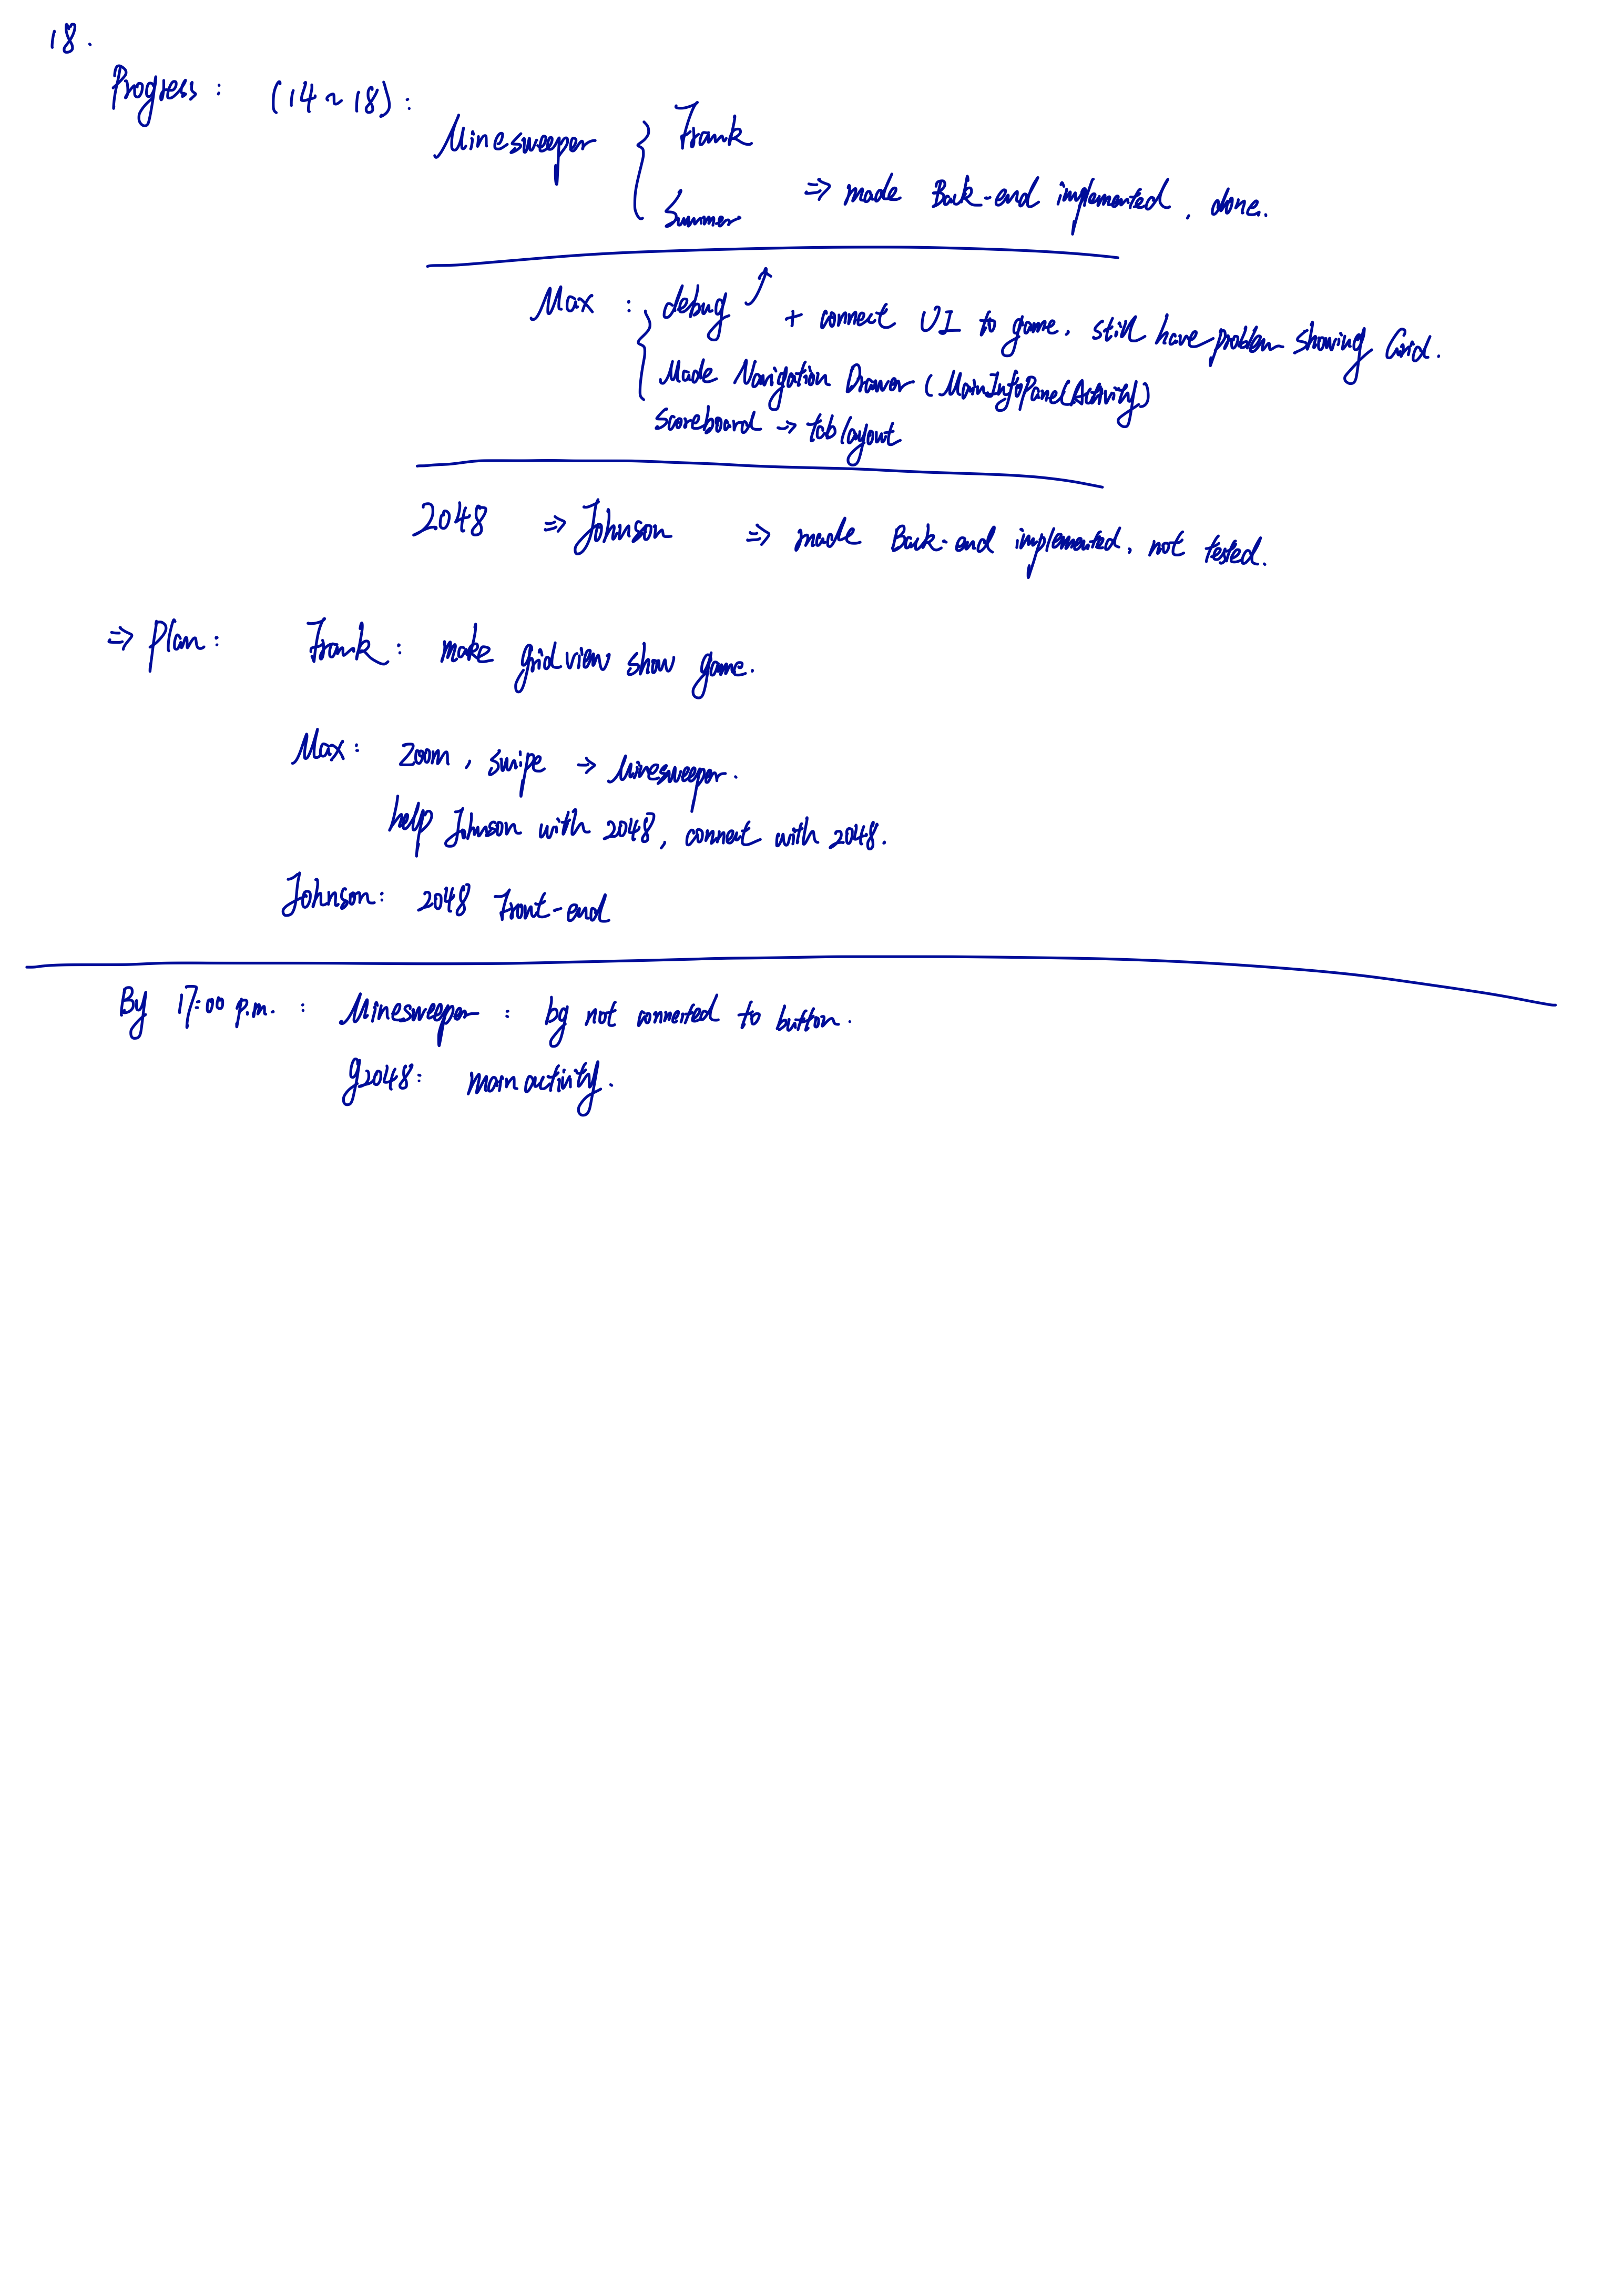 18.
Progress : (14~18) :
Minesweeper { Frank
Summer
⇒ made Back-end implemented, done.
Max : { debug ↗ + connect UI to game, still have problem showing Grid.
Made Navigation Drawer (MainInfoPanelActivity)
Scoreboard → tab layout
2048 ⇒ Johnson ⇒ made Back-end implemented, not tested.
⇒ Plan : Frank : make gridview show game.
Max : Zoom, swipe → Minesweeper.
help Johnson with 2048, connect with 2048.
Johnson : 2048 Front-end
By 17:00 p.m. : Minesweeper : bg not connected to button.
g2048 : main activity.